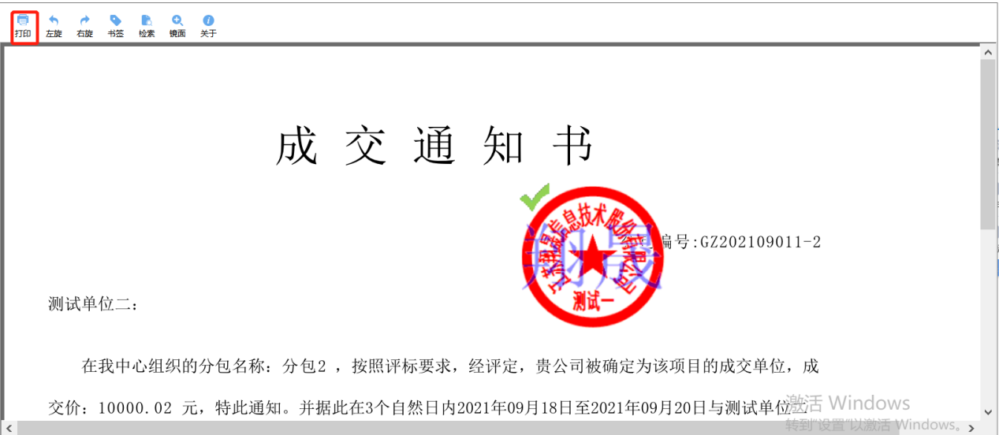 打印 左旋 右旋 书签 检索 镜面 关于
成 交 通 知 书
江苏翔晟信息技术股份有限公司
翔晟
测试一
编号:GZ202109011-2
测试单位二:
在我中心组织的分包名称: 分包2 ，按照评标要求，经评定，贵公司被确定为该项目的成交单位，成
交价: 10000.02 元，特此通知。并据此在3个自然日内2021年09月18日至2021年09月20日与测试单位二
激活 Windows
转到"设置"以激活 Windows。